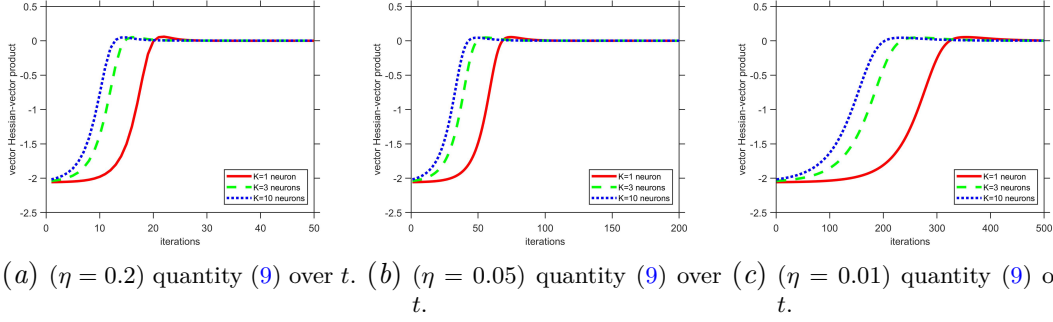 0.5
0
-0.5
-1
-1.5
-2
-2.5
vector Hessian-vector product
0 10 20 30 40 50
iterations
K=1 neuron
K=3 neurons
K=10 neurons
0.5
0
-0.5
-1
-1.5
-2
-2.5
vector Hessian-vector product
0 50 100 150 200
iterations
K=1 neuron
K=3 neurons
K=10 neurons
0.5
0
-0.5
-1
-1.5
-2
-2.5
vector Hessian-vector product
0 100 200 300 400 500
iterations
K=1 neuron
K=3 neurons
K=10 neurons
(a) (η = 0.2) quantity (9) over t.
(b) (η = 0.05) quantity (9) over
t.
(c) (η = 0.01) quantity (9) o
t.